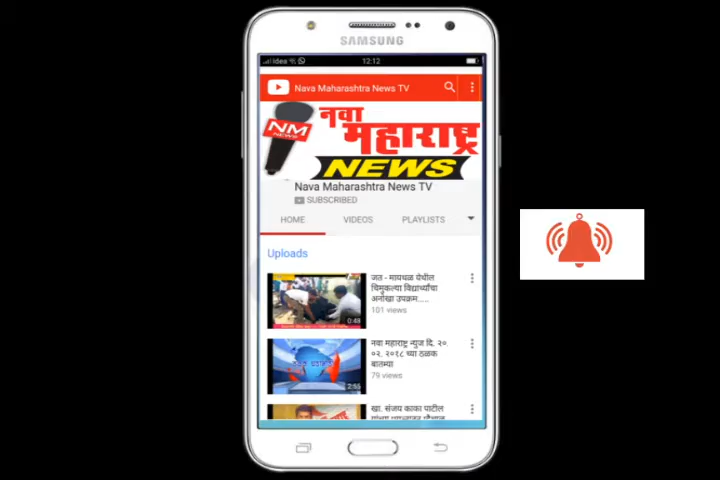 SAMSUNG
Idea
12:12
Nava Maharashtra News TV
नवा
महाराष्ट्र
NM
NEWS
NEWS
Nava Maharashtra News TV
SUBSCRIBED
HOME
VIDEOS
PLAYLISTS
Uploads
जत - मायथळ येथील
चिमुकल्या विद्यार्थ्यांचा
अनोखा उपक्रम.....
101 views
0:48
नवा महाराष्ट्र न्युज दि. २०.
०२. २०१८ च्या ठळक
बातम्या
79 views
2:55
खा. संजय काका पाटील